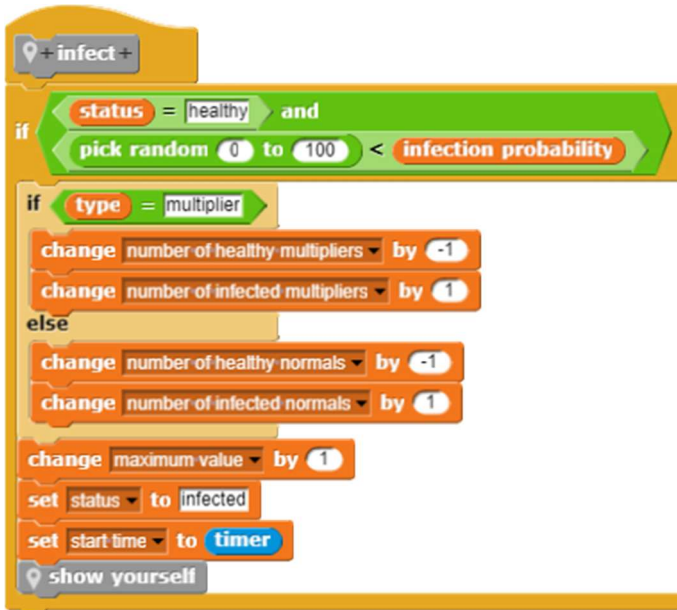 + infect +
status = healthy and
if
pick random 0 to 100 < infection probability
if type = multiplier
change number of healthy multipliers by -1
change number of infected multipliers by 1
else
change number of healthy normals by -1
change number of infected normals by 1
change maximum value by 1
set status to infected
set start time to timer
show yourself